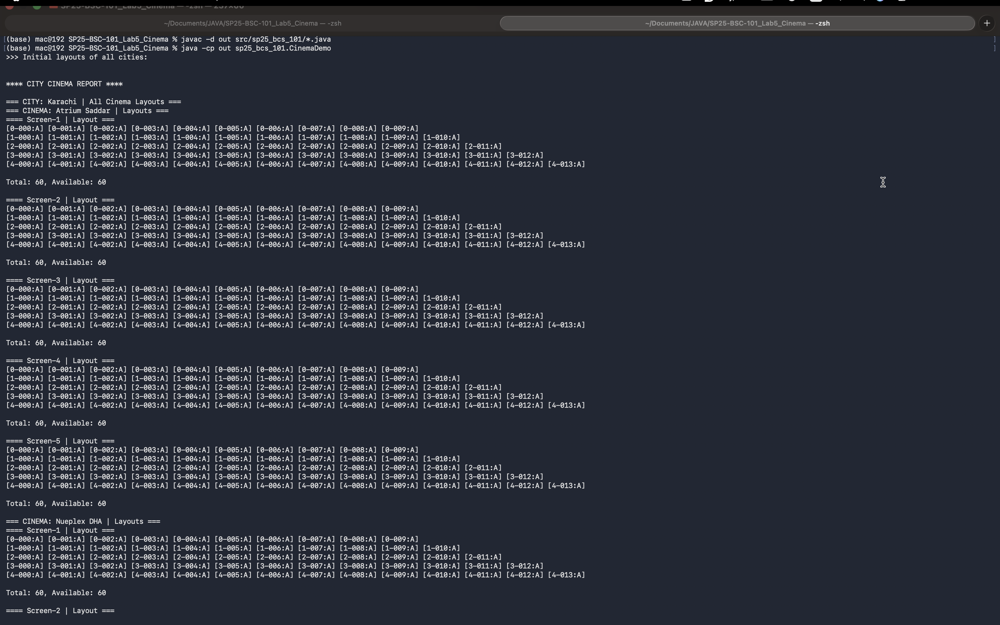 SP25-BSC-101_Lab5_Cinema — -zsh — 237×66
~/Documents/JAVA/SP25-BSC-101_Lab5_Cinema — -zsh
~/Documents/JAVA/SP25-BSC-101_Lab5_Cinema — -zsh
[(base) mac@192 SP25-BSC-101_Lab5_Cinema % javac -d out src/sp25_bcs_101/*.java ]
[(base) mac@192 SP25-BSC-101_Lab5_Cinema % java -cp out sp25_bcs_101.CinemaDemo ]
>>> Initial layouts of all cities:
**** CITY CINEMA REPORT ****
=== CITY: Karachi | All Cinema Layouts ===
=== CINEMA: Atrium Saddar | Layouts ===
==== Screen-1 | Layout ===
[0-000:A] [0-001:A] [0-002:A] [0-003:A] [0-004:A] [0-005:A] [0-006:A] [0-007:A] [0-008:A] [0-009:A]
[1-000:A] [1-001:A] [1-002:A] [1-003:A] [1-004:A] [1-005:A] [1-006:A] [1-007:A] [1-008:A] [1-009:A] [1-010:A]
[2-000:A] [2-001:A] [2-002:A] [2-003:A] [2-004:A] [2-005:A] [2-006:A] [2-007:A] [2-008:A] [2-009:A] [2-010:A] [2-011:A]
[3-000:A] [3-001:A] [3-002:A] [3-003:A] [3-004:A] [3-005:A] [3-006:A] [3-007:A] [3-008:A] [3-009:A] [3-010:A] [3-011:A] [3-012:A]
[4-000:A] [4-001:A] [4-002:A] [4-003:A] [4-004:A] [4-005:A] [4-006:A] [4-007:A] [4-008:A] [4-009:A] [4-010:A] [4-011:A] [4-012:A] [4-013:A]
Total: 60, Available: 60
==== Screen-2 | Layout ===
[0-000:A] [0-001:A] [0-002:A] [0-003:A] [0-004:A] [0-005:A] [0-006:A] [0-007:A] [0-008:A] [0-009:A]
[1-000:A] [1-001:A] [1-002:A] [1-003:A] [1-004:A] [1-005:A] [1-006:A] [1-007:A] [1-008:A] [1-009:A] [1-010:A]
[2-000:A] [2-001:A] [2-002:A] [2-003:A] [2-004:A] [2-005:A] [2-006:A] [2-007:A] [2-008:A] [2-009:A] [2-010:A] [2-011:A]
[3-000:A] [3-001:A] [3-002:A] [3-003:A] [3-004:A] [3-005:A] [3-006:A] [3-007:A] [3-008:A] [3-009:A] [3-010:A] [3-011:A] [3-012:A]
[4-000:A] [4-001:A] [4-002:A] [4-003:A] [4-004:A] [4-005:A] [4-006:A] [4-007:A] [4-008:A] [4-009:A] [4-010:A] [4-011:A] [4-012:A] [4-013:A]
Total: 60, Available: 60
==== Screen-3 | Layout ===
[0-000:A] [0-001:A] [0-002:A] [0-003:A] [0-004:A] [0-005:A] [0-006:A] [0-007:A] [0-008:A] [0-009:A]
[1-000:A] [1-001:A] [1-002:A] [1-003:A] [1-004:A] [1-005:A] [1-006:A] [1-007:A] [1-008:A] [1-009:A] [1-010:A]
[2-000:A] [2-001:A] [2-002:A] [2-003:A] [2-004:A] [2-005:A] [2-006:A] [2-007:A] [2-008:A] [2-009:A] [2-010:A] [2-011:A]
[3-000:A] [3-001:A] [3-002:A] [3-003:A] [3-004:A] [3-005:A] [3-006:A] [3-007:A] [3-008:A] [3-009:A] [3-010:A] [3-011:A] [3-012:A]
[4-000:A] [4-001:A] [4-002:A] [4-003:A] [4-004:A] [4-005:A] [4-006:A] [4-007:A] [4-008:A] [4-009:A] [4-010:A] [4-011:A] [4-012:A] [4-013:A]
Total: 60, Available: 60
==== Screen-4 | Layout ===
[0-000:A] [0-001:A] [0-002:A] [0-003:A] [0-004:A] [0-005:A] [0-006:A] [0-007:A] [0-008:A] [0-009:A]
[1-000:A] [1-001:A] [1-002:A] [1-003:A] [1-004:A] [1-005:A] [1-006:A] [1-007:A] [1-008:A] [1-009:A] [1-010:A]
[2-000:A] [2-001:A] [2-002:A] [2-003:A] [2-004:A] [2-005:A] [2-006:A] [2-007:A] [2-008:A] [2-009:A] [2-010:A] [2-011:A]
[3-000:A] [3-001:A] [3-002:A] [3-003:A] [3-004:A] [3-005:A] [3-006:A] [3-007:A] [3-008:A] [3-009:A] [3-010:A] [3-011:A] [3-012:A]
[4-000:A] [4-001:A] [4-002:A] [4-003:A] [4-004:A] [4-005:A] [4-006:A] [4-007:A] [4-008:A] [4-009:A] [4-010:A] [4-011:A] [4-012:A] [4-013:A]
Total: 60, Available: 60
==== Screen-5 | Layout ===
[0-000:A] [0-001:A] [0-002:A] [0-003:A] [0-004:A] [0-005:A] [0-006:A] [0-007:A] [0-008:A] [0-009:A]
[1-000:A] [1-001:A] [1-002:A] [1-003:A] [1-004:A] [1-005:A] [1-006:A] [1-007:A] [1-008:A] [1-009:A] [1-010:A]
[2-000:A] [2-001:A] [2-002:A] [2-003:A] [2-004:A] [2-005:A] [2-006:A] [2-007:A] [2-008:A] [2-009:A] [2-010:A] [2-011:A]
[3-000:A] [3-001:A] [3-002:A] [3-003:A] [3-004:A] [3-005:A] [3-006:A] [3-007:A] [3-008:A] [3-009:A] [3-010:A] [3-011:A] [3-012:A]
[4-000:A] [4-001:A] [4-002:A] [4-003:A] [4-004:A] [4-005:A] [4-006:A] [4-007:A] [4-008:A] [4-009:A] [4-010:A] [4-011:A] [4-012:A] [4-013:A]
Total: 60, Available: 60
=== CINEMA: Nueplex DHA | Layouts ===
==== Screen-1 | Layout ===
[0-000:A] [0-001:A] [0-002:A] [0-003:A] [0-004:A] [0-005:A] [0-006:A] [0-007:A] [0-008:A] [0-009:A]
[1-000:A] [1-001:A] [1-002:A] [1-003:A] [1-004:A] [1-005:A] [1-006:A] [1-007:A] [1-008:A] [1-009:A] [1-010:A]
[2-000:A] [2-001:A] [2-002:A] [2-003:A] [2-004:A] [2-005:A] [2-006:A] [2-007:A] [2-008:A] [2-009:A] [2-010:A] [2-011:A]
[3-000:A] [3-001:A] [3-002:A] [3-003:A] [3-004:A] [3-005:A] [3-006:A] [3-007:A] [3-008:A] [3-009:A] [3-010:A] [3-011:A] [3-012:A]
[4-000:A] [4-001:A] [4-002:A] [4-003:A] [4-004:A] [4-005:A] [4-006:A] [4-007:A] [4-008:A] [4-009:A] [4-010:A] [4-011:A] [4-012:A] [4-013:A]
Total: 60, Available: 60
==== Screen-2 | Layout ===